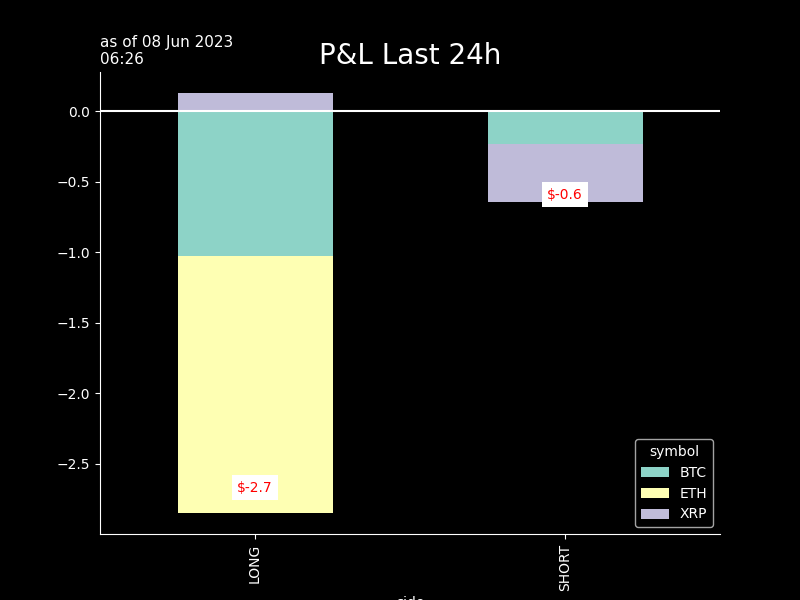 as of 08 Jun 2023
06:26
P&L Last 24h
0.0
−0.5
−1.0
−1.5
−2.0
−2.5
$-2.7
$-0.6
symbol
BTC
ETH
XRP
LONG
SHORT